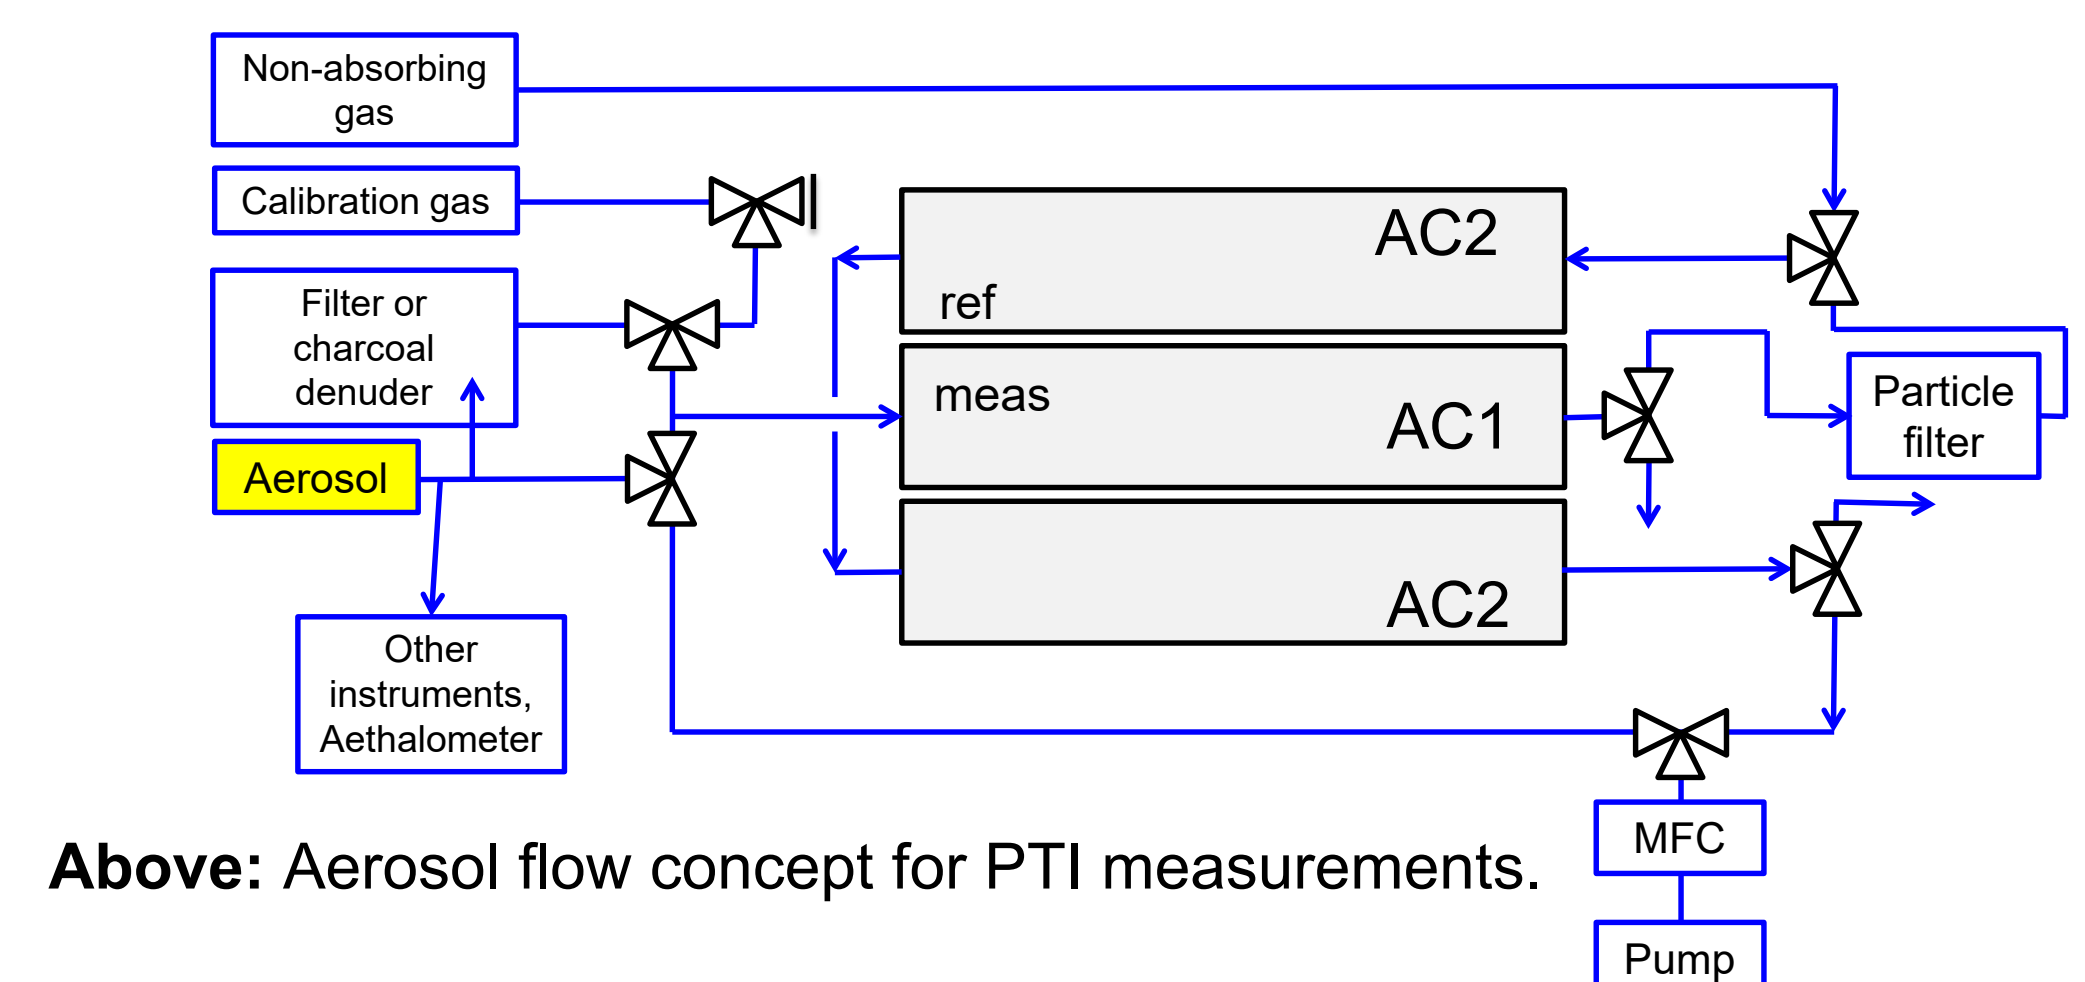 Non-absorbing
gas
Calibration gas
Filter or
charcoal
denuder
Aerosol
Other
instruments,
Aethalometer
AC2
ref
meas
AC1
AC2
Particle
filter
MFC
Pump
Above: Aerosol flow concept for PTI measurements.